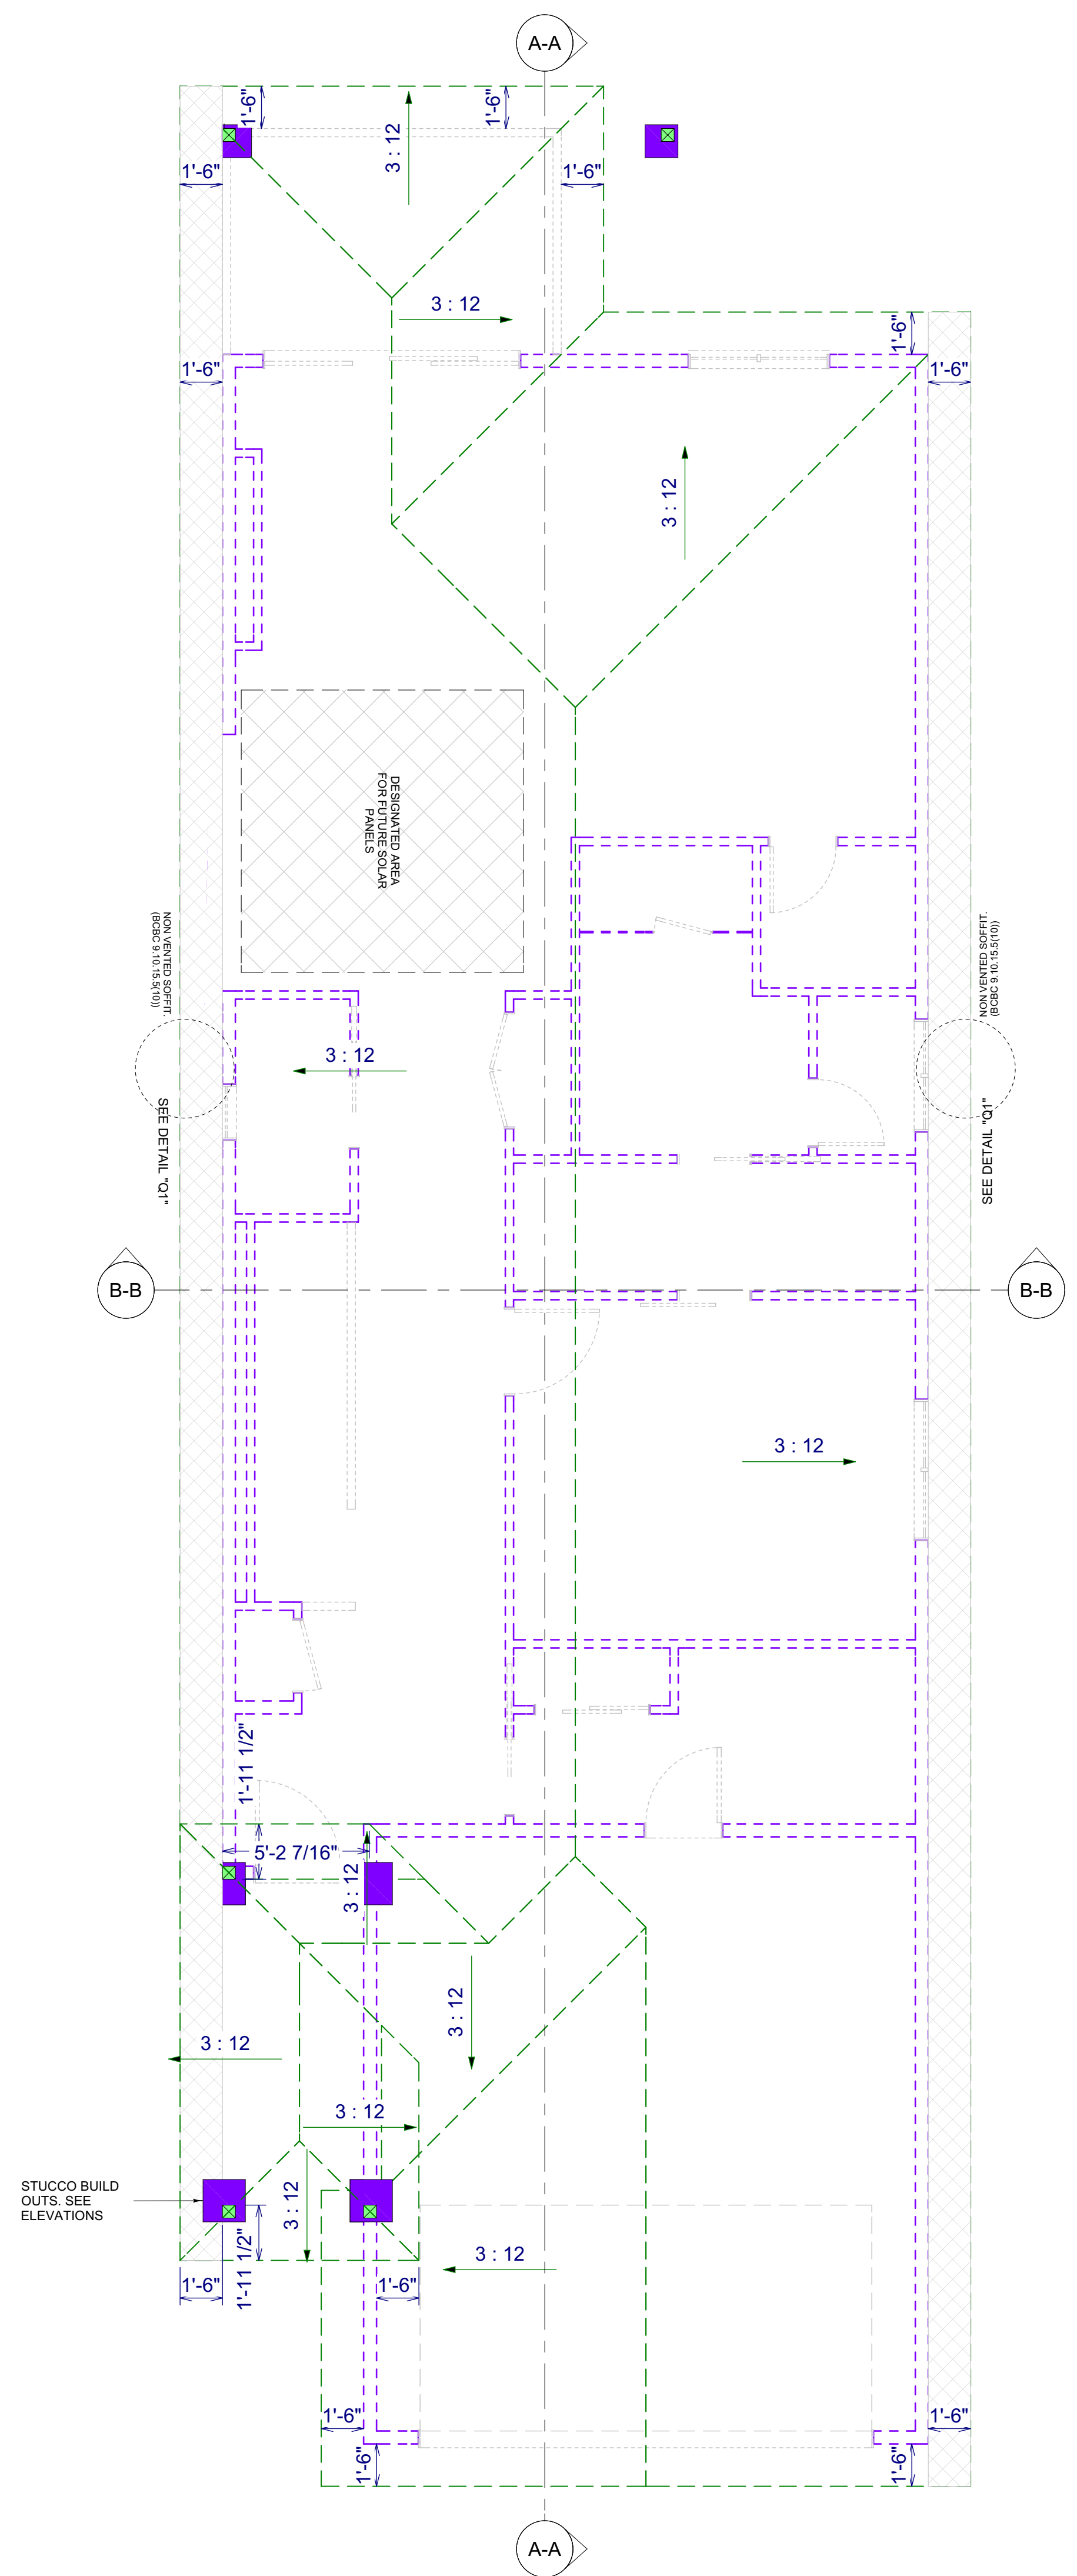 A-A
1'-6"
1'-6"
3 : 12
1'-6"
1'-6"
3 : 12
1'-6"
1'-6"
1'-6"
3 : 12
DESIGNATED AREA
FOR FUTURE SOLAR
PANELS
NON VENTED SOFFIT.
(BCBC 9.10.15.5(10))
NON VENTED SOFFIT.
(BCBC 9.10.15.5(10))
3 : 12
SEE DETAIL "Q1"
SEE DETAIL "Q1"
B-B
B-B
3 : 12
1'-11 1/2"
5'-2 7/16"
3 : 12
3 : 12
3 : 12
3 : 12
STUCCO BUILD
OUTS. SEE
ELEVATIONS
3 : 12
1'-11 1/2"
3 : 12
1'-6"
1'-6"
1'-6"
1'-6"
1'-6"
1'-6"
A-A